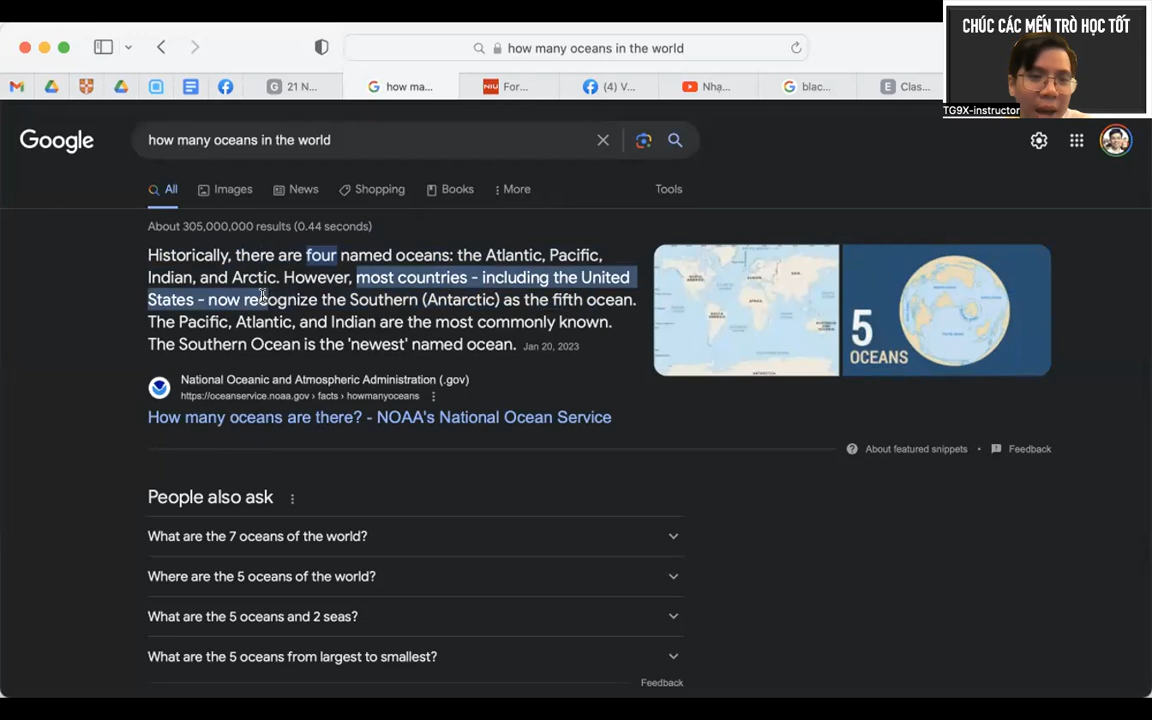 CHÚC CÁC MẾN TRÒ HỌC TỐT
TG9X-instructor
how many oceans in the world
21 N...
how ma...
NIU For...
(4) V...
Nhạ...
blac...
Clas...
Google
how many oceans in the world
All Images News Shopping Books More Tools
About 305,000,000 results (0.44 seconds)
Historically, there are four named oceans: the Atlantic, Pacific,
Indian, and Arctic. However, most countries - including the United
States - now recognize the Southern (Antarctic) as the fifth ocean.
The Pacific, Atlantic, and Indian are the most commonly known.
The Southern Ocean is the 'newest' named ocean. Jan 20, 2023
5
OCEANS
National Oceanic and Atmospheric Administration (.gov)
https://oceanservice.noaa.gov › facts › howmanyoceans
How many oceans are there? - NOAA's National Ocean Service
About featured snippets • Feedback
People also ask
What are the 7 oceans of the world?
Where are the 5 oceans of the world?
What are the 5 oceans and 2 seas?
What are the 5 oceans from largest to smallest?
Feedback